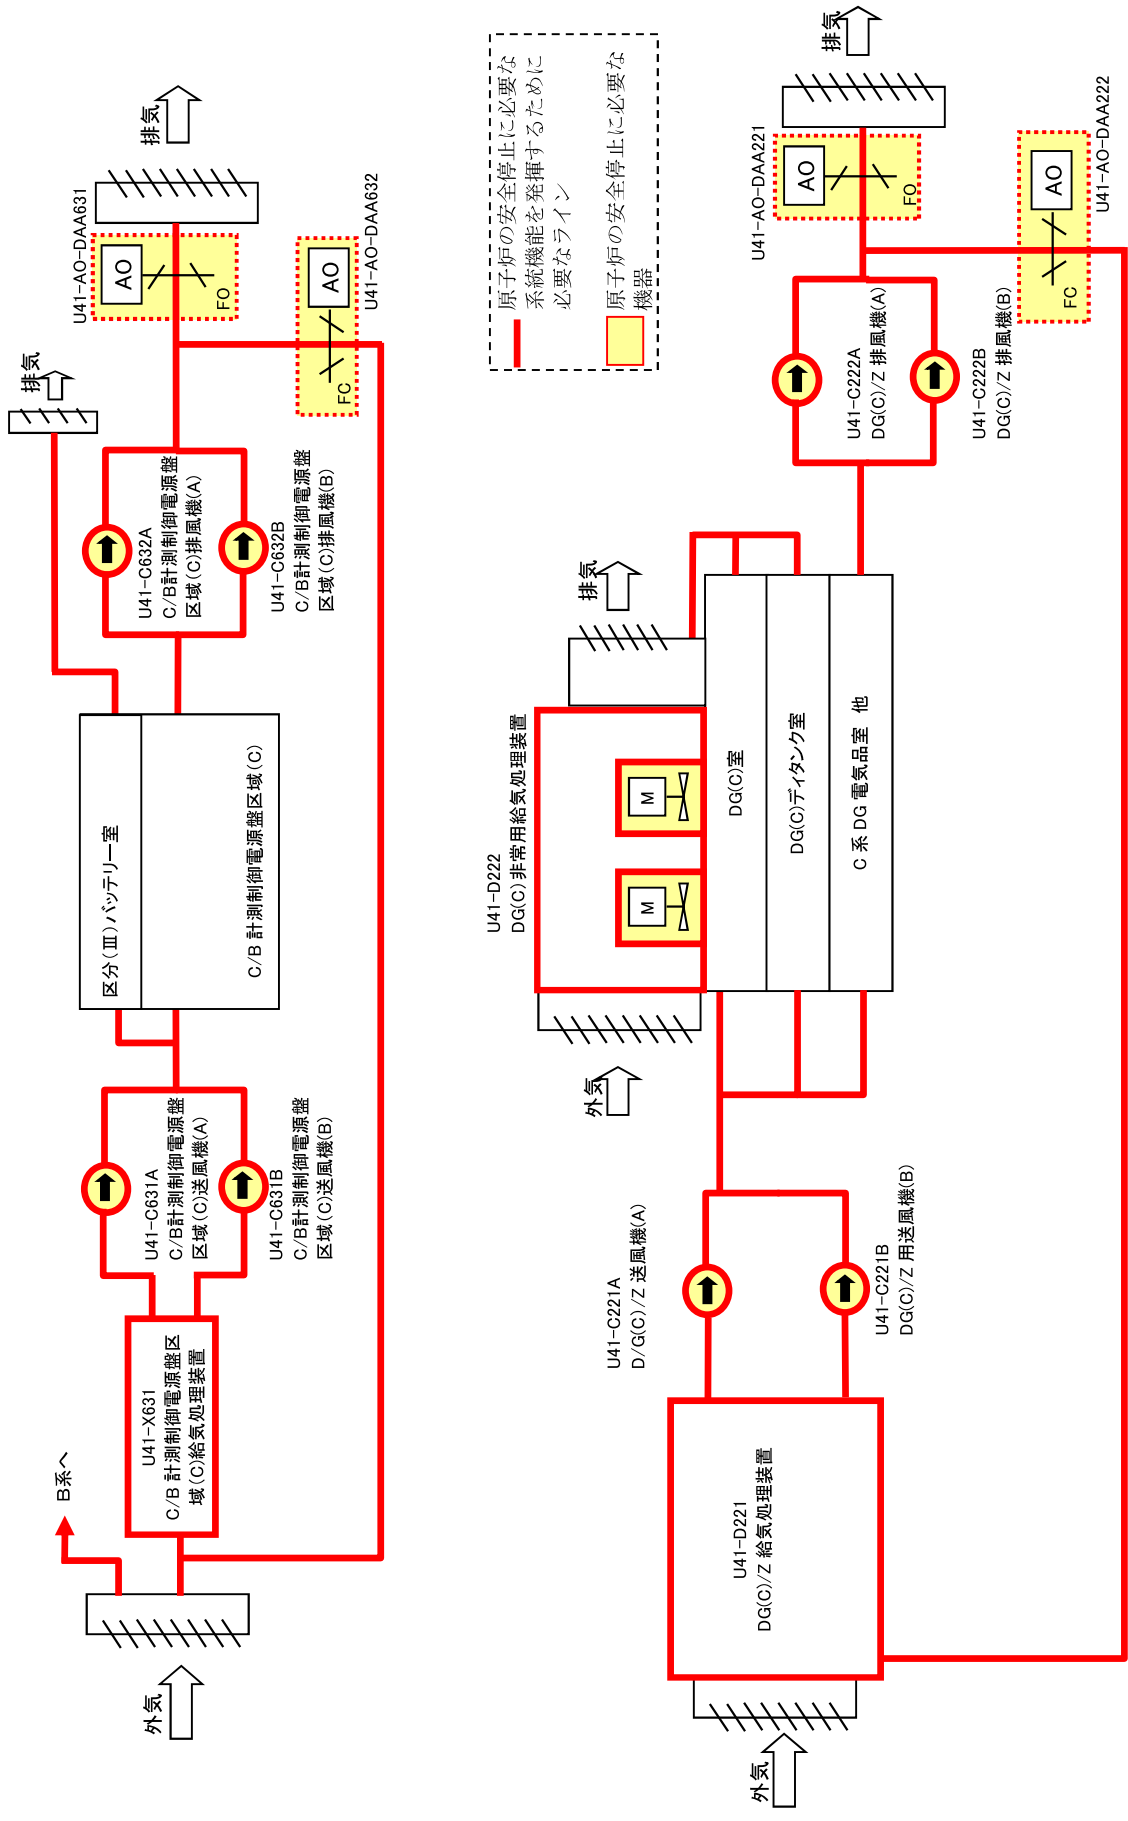 外気
B系へ
U41-X631
C/B 計測制御電源盤区
域(C)給気処理装置
U41-C631A
C/B計測制御電源盤
区域(C)送風機(A)
U41-C631B
C/B計測制御電源盤
区域(C)送風機(B)
区分(Ⅲ)バッテリー室
C/B 計測制御電源盤区域(C)
U41-C632A
C/B計測制御電源盤
区域(C)排風機(A)
U41-C632B
C/B計測制御電源盤
区域(C)排風機(B)
排気
U41-AO-DAA631
AO
FO
排気
U41-AO-DAA632
AO
FC
原子炉の安全停止に必要な
系統機能を発揮するために
必要なライン
原子炉の安全停止に必要な
機器
外気
U41-D221
DG(C)/Z 給気処理装置
U41-C221A
D/G(C)/Z 送風機(A)
U41-C221B
DG(C)/Z 用送風機(B)
外気
U41-D222
DG(C)非常用給気処理装置
M
M
排気
DG(C)室
DG(C)ディタンク室
C 系 DG 電気品室 他
U41-C222A
DG(C)/Z 排風機(A)
U41-C222B
DG(C)/Z 排風機(B)
U41-AO-DAA221
AO
FO
排気
U41-AO-DAA222
AO
FC